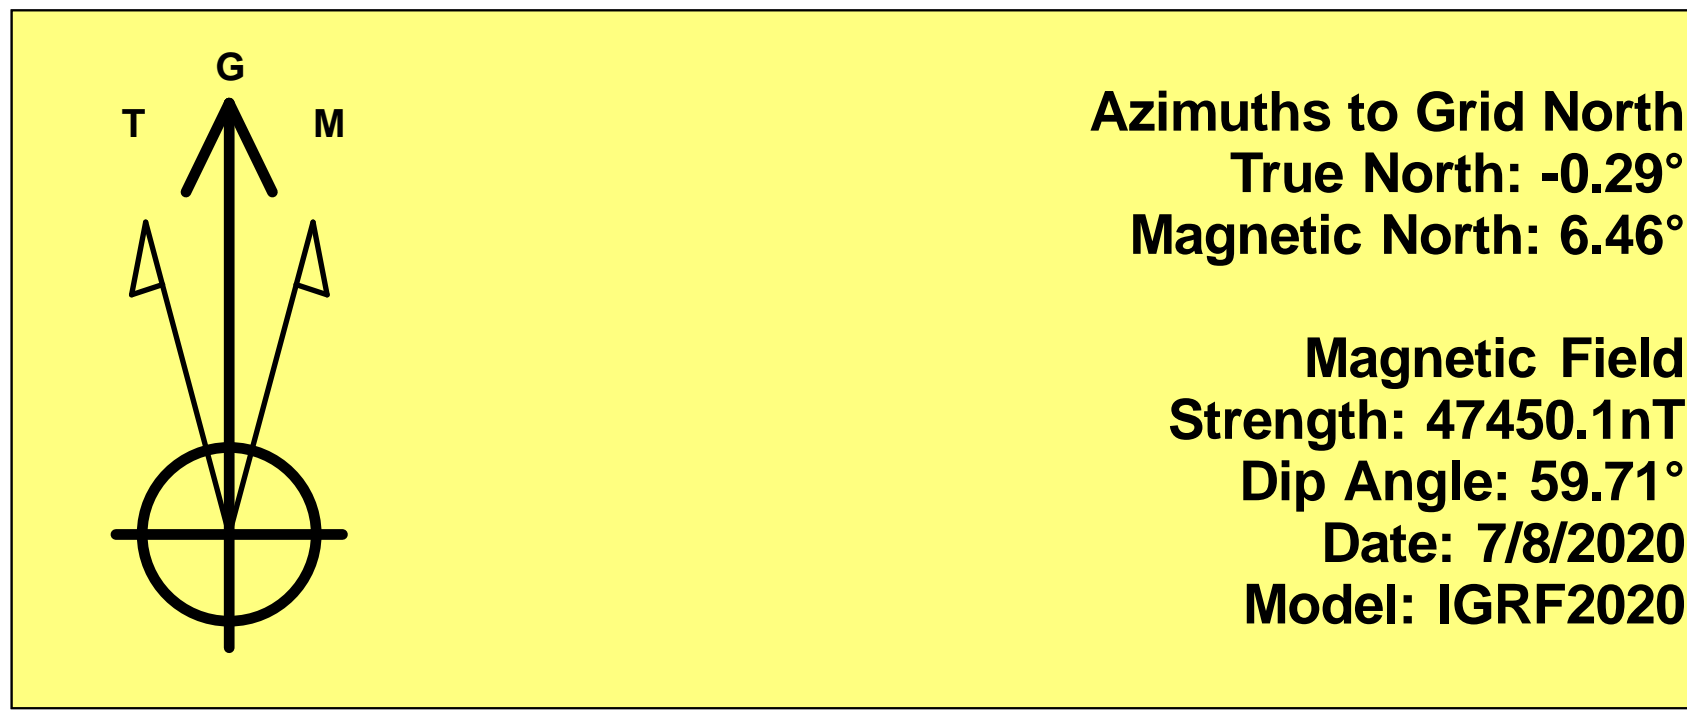 G
T
M
Azimuths to Grid North
True North: -0.29°
Magnetic North: 6.46°
Magnetic Field
Strength: 47450.1nT
Dip Angle: 59.71°
Date: 7/8/2020
Model: IGRF2020